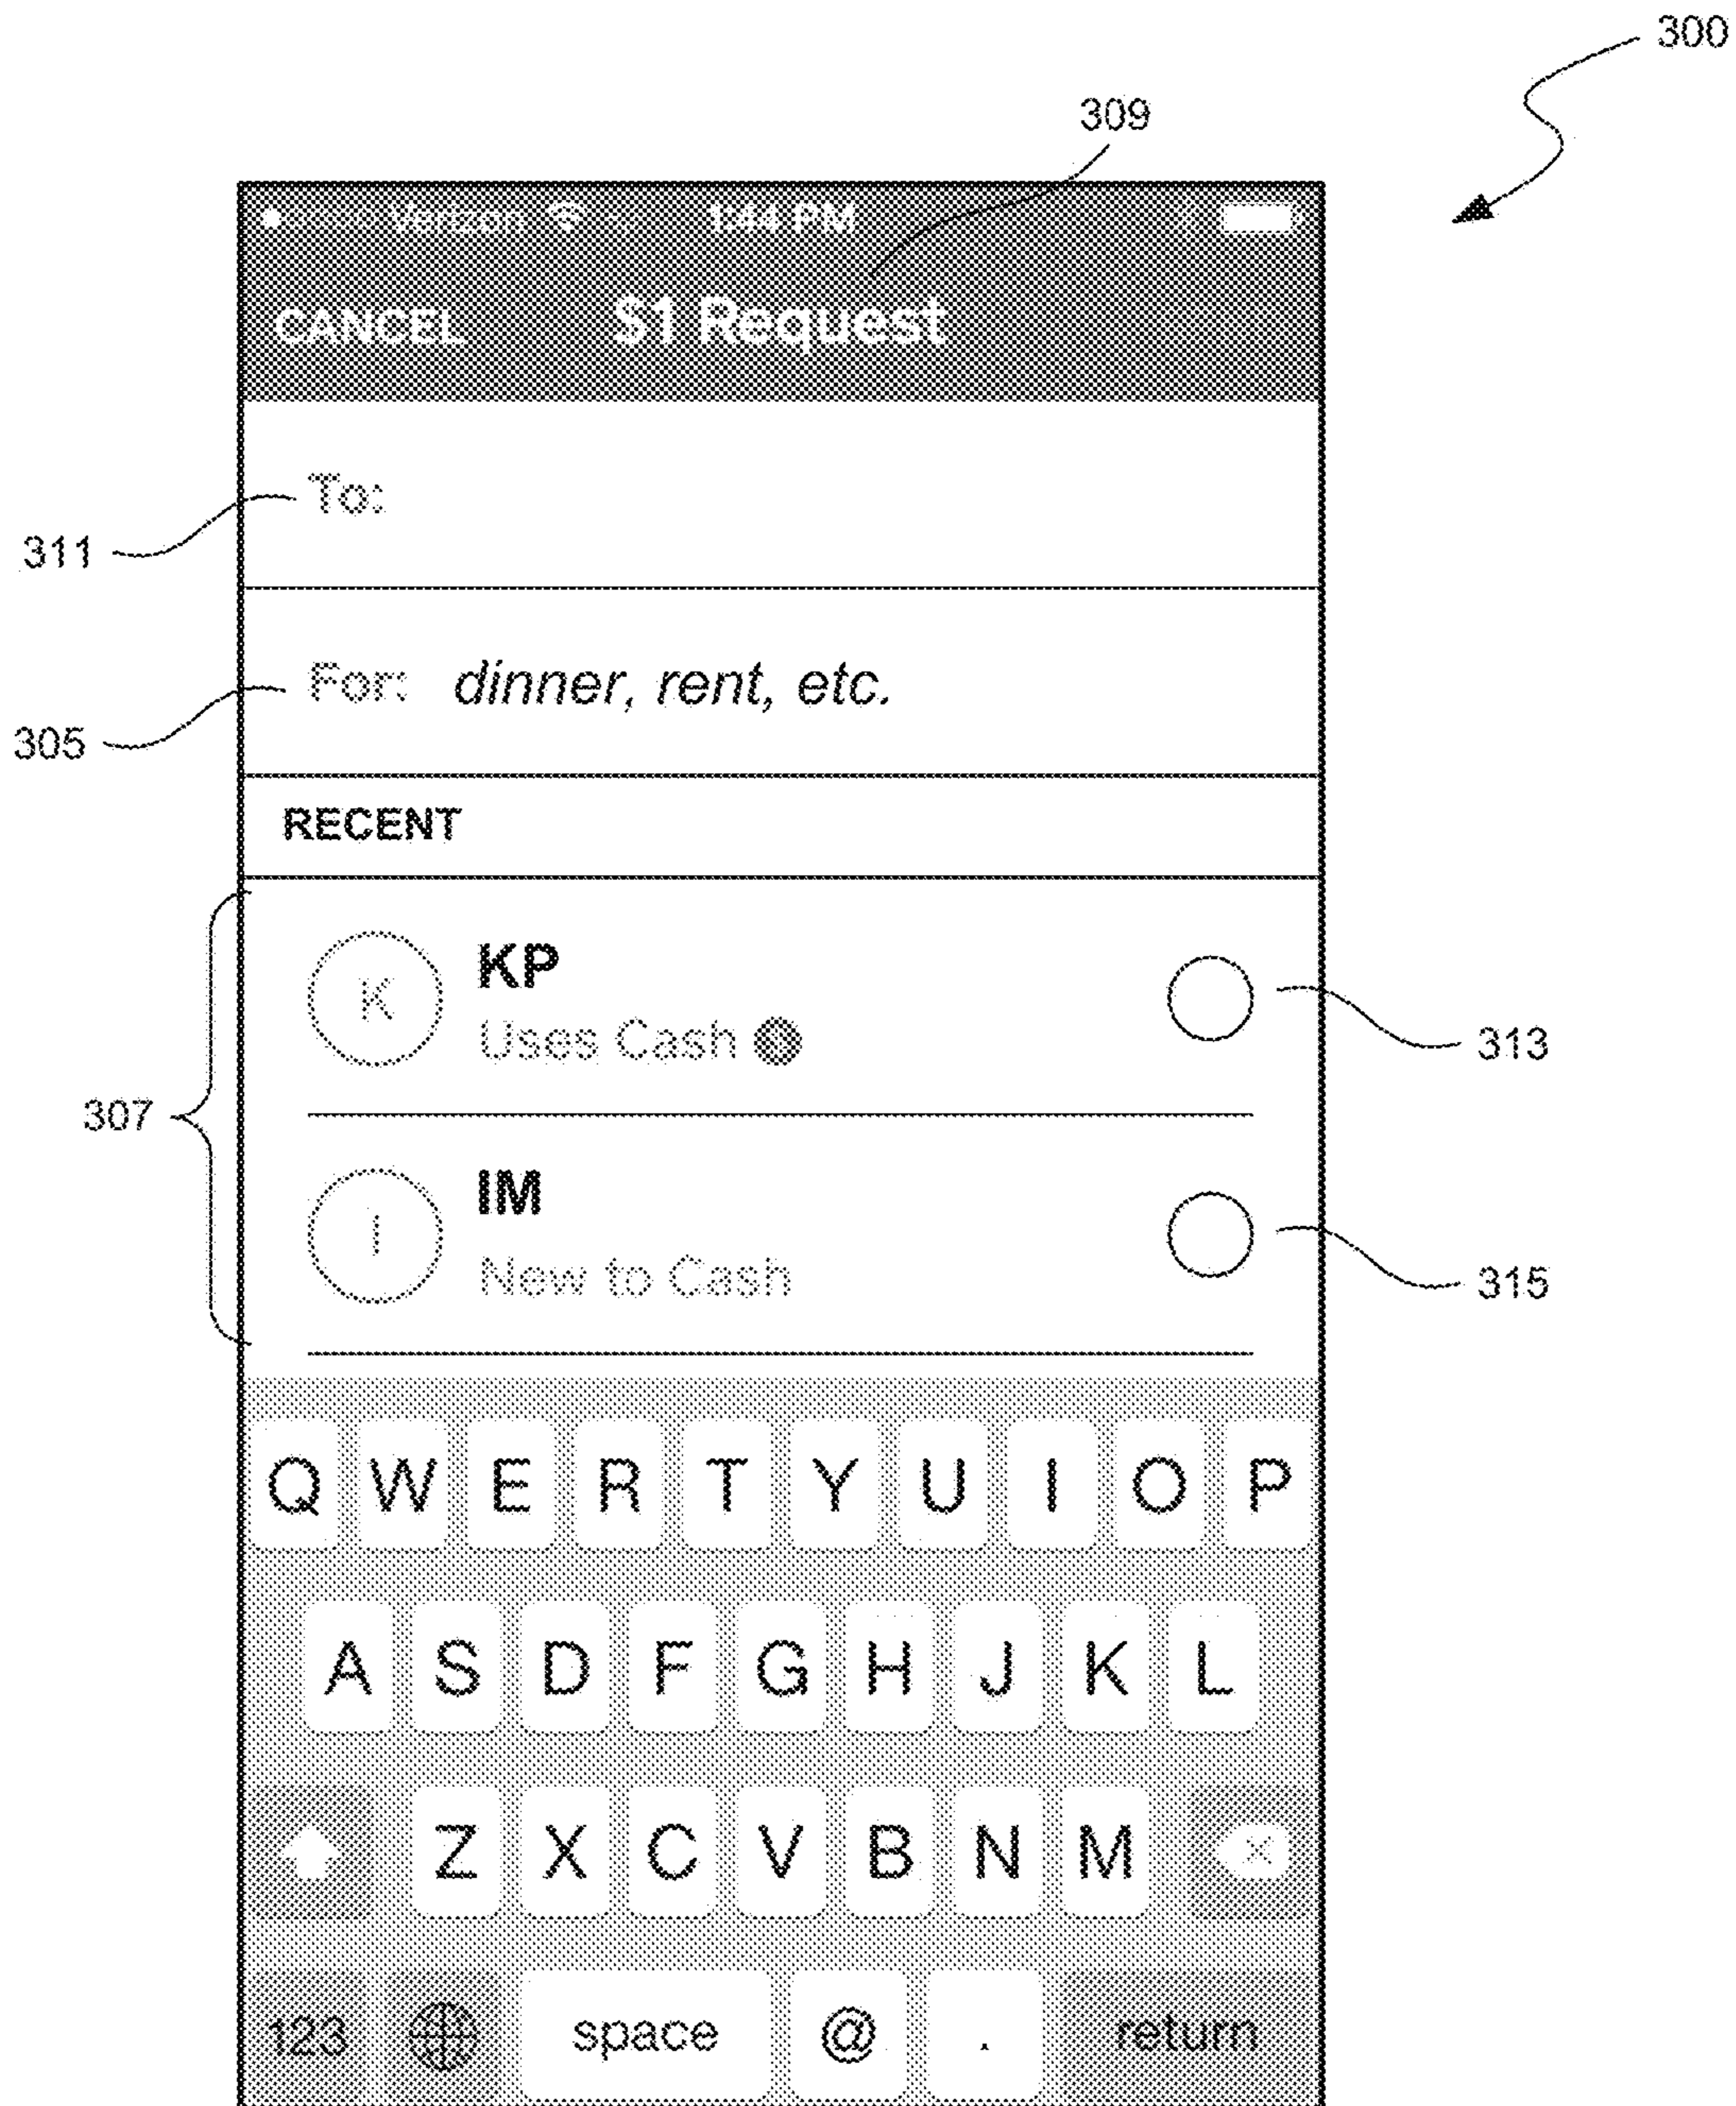 300
309
Verizon 1:44 PM
CANCEL $1 Request
To:
311
For: dinner, rent, etc.
305
RECENT
K KP
Uses Cash
313
307
I IM
New to Cash
315
Q W E R T Y U I O P
A S D F G H J K L
Z X C V B N M
123 space @ . return